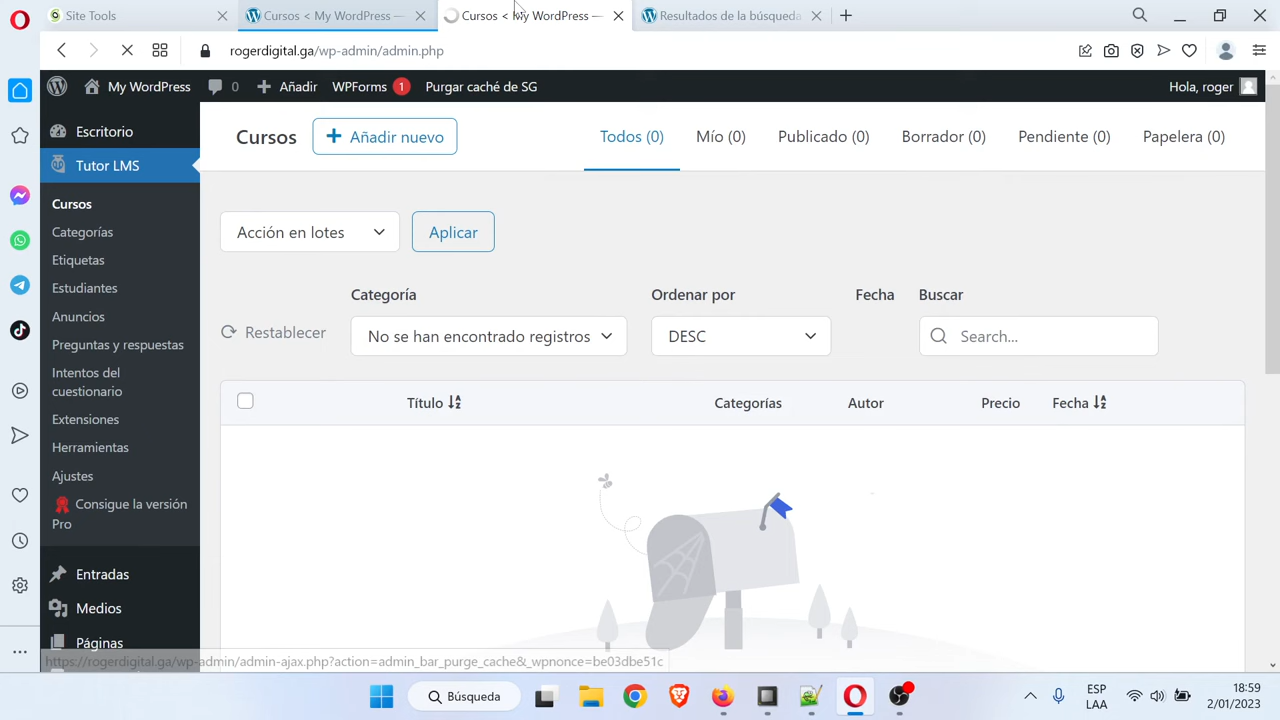 Site Tools
Cursos < My WordPress —
Cursos < My WordPress —
Resultados de la búsqueda
rogerdigital.ga/wp-admin/admin.php
My WordPress
0
Añadir
WPForms 1
Purgar caché de SG
Hola, roger
Escritorio
Tutor LMS
Cursos
Categorías
Etiquetas
Estudiantes
Anuncios
Preguntas y respuestas
Intentos del
cuestionario
Extensiones
Herramientas
Ajustes
Consigue la versión
Pro
Entradas
Medios
Páginas
Cursos
Añadir nuevo
Todos (0)
Mío (0)
Publicado (0)
Borrador (0)
Pendiente (0)
Papelera (0)
Acción en lotes
Aplicar
Restablecer
Categoría
No se han encontrado registros
Ordenar por
DESC
Fecha
Buscar
Search...
Título
Categorías
Autor
Precio
Fecha
https://rogerdigital.ga/wp-admin/admin-ajax.php?action=admin_bar_purge_cache&_wpnonce=be03dbe51c
Búsqueda
ESP
LAA
18:59
2/01/2023